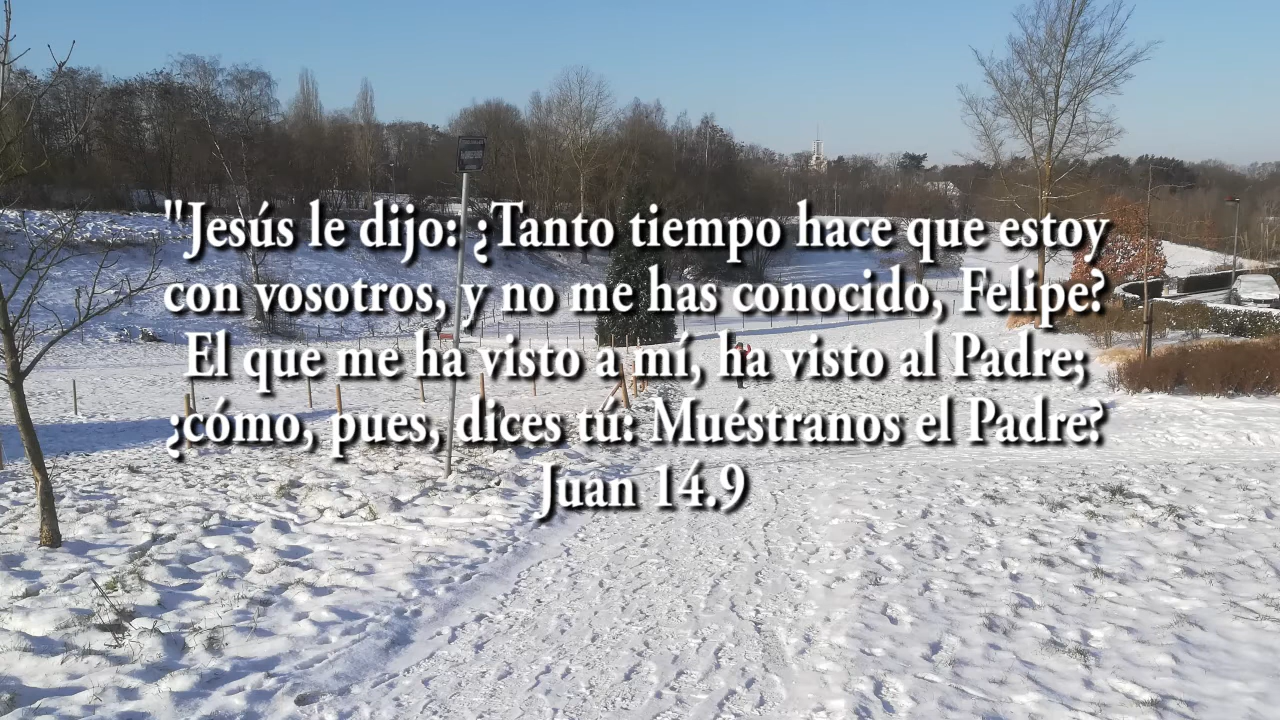 "Jesús le dijo: ¿Tanto tiempo hace que estoy
con vosotros, y no me has conocido, Felipe?
El que me ha visto a mí, ha visto al Padre;
¿cómo, pues, dices tú: Muéstranos el Padre?
Juan 14.9